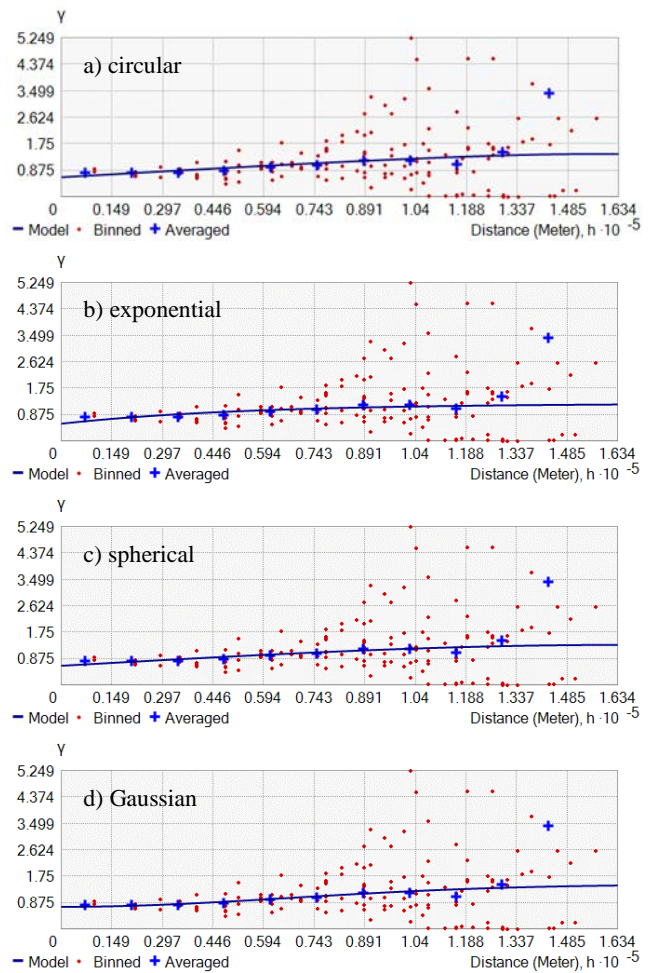 γ
5.249
a) circular
4.374
3.499
2.624
1.75
0.875
0 0.149 0.297 0.446 0.594 0.743 0.891 1.04 1.188 1.337 1.485 1.634
Model Binned Averaged Distance (Meter), h ·10 -5
γ
5.249
b) exponential
4.374
3.499
2.624
1.75
0.875
0 0.149 0.297 0.446 0.594 0.743 0.891 1.04 1.188 1.337 1.485 1.634
Model Binned Averaged Distance (Meter), h ·10 -5
γ
5.249
c) spherical
4.374
3.499
2.624
1.75
0.875
0 0.149 0.297 0.446 0.594 0.743 0.891 1.04 1.188 1.337 1.485 1.634
Model Binned Averaged Distance (Meter), h ·10 -5
γ
5.249
d) Gaussian
4.374
3.499
2.624
1.75
0.875
0 0.149 0.297 0.446 0.594 0.743 0.891 1.04 1.188 1.337 1.485 1.634
Model Binned Averaged Distance (Meter), h ·10 -5